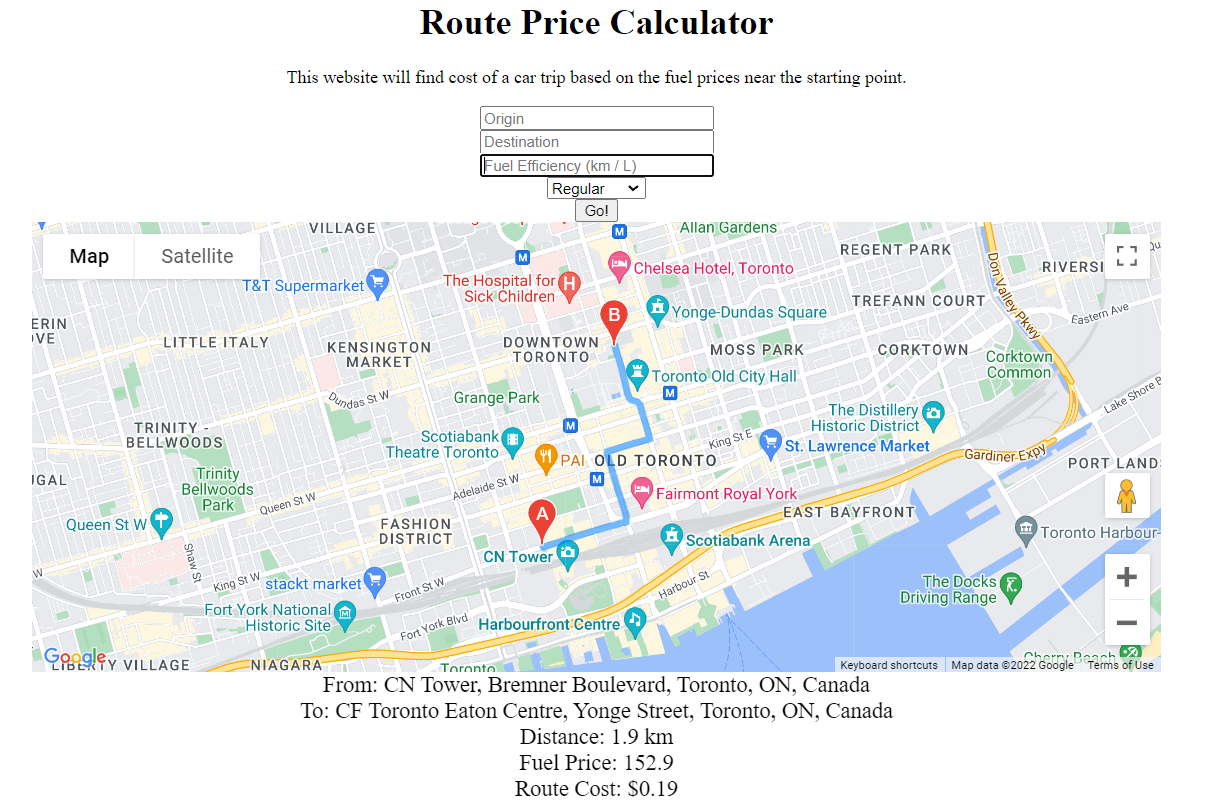 Route Price Calculator
This website will find cost of a car trip based on the fuel prices near the starting point.
Origin
Destination
Fuel Efficiency (km / L)
Regular
Go!
Map
Satellite
VILLAGE
Allan Gardens
REGENT PARK
M
M
Chelsea Hotel, Toronto
The Hospital for
Sick Children
H
T&T Supermarket
Don Valley Pkwy
TREFANN COURT
Eastern Ave
B
Yonge-Dundas Square
LITTLE ITALY
KENSINGTON
MARKET
DOWNTOWN
TORONTO
MOSS PARK
CORKTOWN
Corktown
Common
Toronto Old City Hall
M
Dundas St W
Grange Park
Lake Shore B
TRINITY -
BELLWOODS
Scotiabank
Theatre Toronto
M
The Distillery
Historic District
King St E
St. Lawrence Market
PAI
OLD TORONTO
Gardiner Expy
PORT LANDS
M
Trinity
Bellwoods
Park
Adelaide St W
Queen St W
Fairmont Royal York
A
EAST BAYFRONT
Queen St W
FASHION
DISTRICT
CN Tower
Scotiabank Arena
Toronto Harbour-
Shaw St
King St W
stackt market
Front St W
Harbour St
The Docks
Driving Range
Fort York National
Historic Site
Fort York Blvd
Harbourfront Centre
Google
LIBERTY VILLAGE
NIAGARA
Toronto
Cherry Beach
Keyboard shortcuts
Map data ©2022 Google
Terms of Use
From: CN Tower, Bremner Boulevard, Toronto, ON, Canada
To: CF Toronto Eaton Centre, Yonge Street, Toronto, ON, Canada
Distance: 1.9 km
Fuel Price: 152.9
Route Cost: $0.19